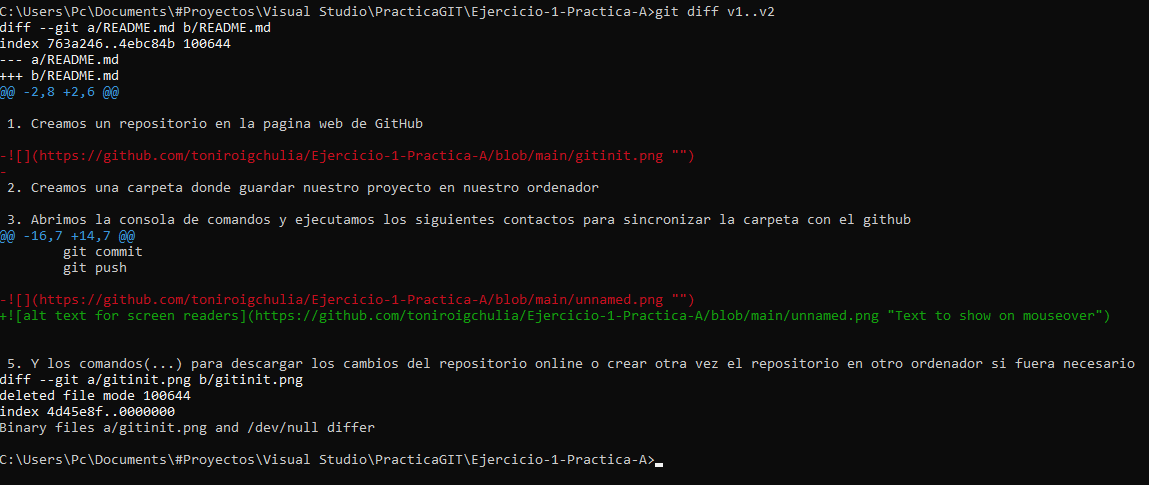 C:\Users\Pc\Documents\#Proyectos\Visual Studio\PracticaGIT\Ejercicio-1-Practica-A>git diff v1..v2
diff --git a/README.md b/README.md
index 763a246..4ebc84b 100644
--- a/README.md
+++ b/README.md
@@ -2,8 +2,6 @@

 1. Creamos un repositorio en la pagina web de GitHub

-![](https://github.com/toniroigchulia/Ejercicio-1-Practica-A/blob/main/gitinit.png "")
-
 2. Creamos una carpeta donde guardar nuestro proyecto en nuestro ordenador

 3. Abrimos la consola de comandos y ejecutamos los siguientes contactos para sincronizar la carpeta con el github
@@ -16,7 +14,7 @@
        git commit
        git push

-![](https://github.com/toniroigchulia/Ejercicio-1-Practica-A/blob/main/unnamed.png "")
+![alt text for screen readers](https://github.com/toniroigchulia/Ejercicio-1-Practica-A/blob/main/unnamed.png "Text to show on mouseover")


 5. Y los comandos(...) para descargar los cambios del repositorio online o crear otra vez el repositorio en otro ordenador si fuera necesario
diff --git a/gitinit.png b/gitinit.png
deleted file mode 100644
index 4d45e8f..0000000
Binary files a/gitinit.png and /dev/null differ

C:\Users\Pc\Documents\#Proyectos\Visual Studio\PracticaGIT\Ejercicio-1-Practica-A>